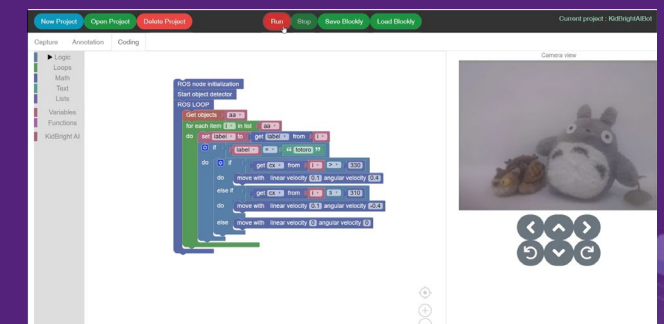 New Project Open Project Delete Project Run Stop Save Blockly Load Blockly Current project : KidBrightAIBot
Capture Annotation Coding
Camera view
Logic
Loops
Math
Text
Lists
Variables
Functions
KidBright AI
ROS node initialization
Start object detector
ROS LOOP
Get objects aa
for each item i in list aa
do set label to get label from i
if label = “ totoro ”
do if get cx from i > 330
do move with linear velocity 0.1 angular velocity 0.4
else if get cx from i ≤ 310
do move with linear velocity 0.1 angular velocity -0.4
else move with linear velocity 0 angular velocity 0